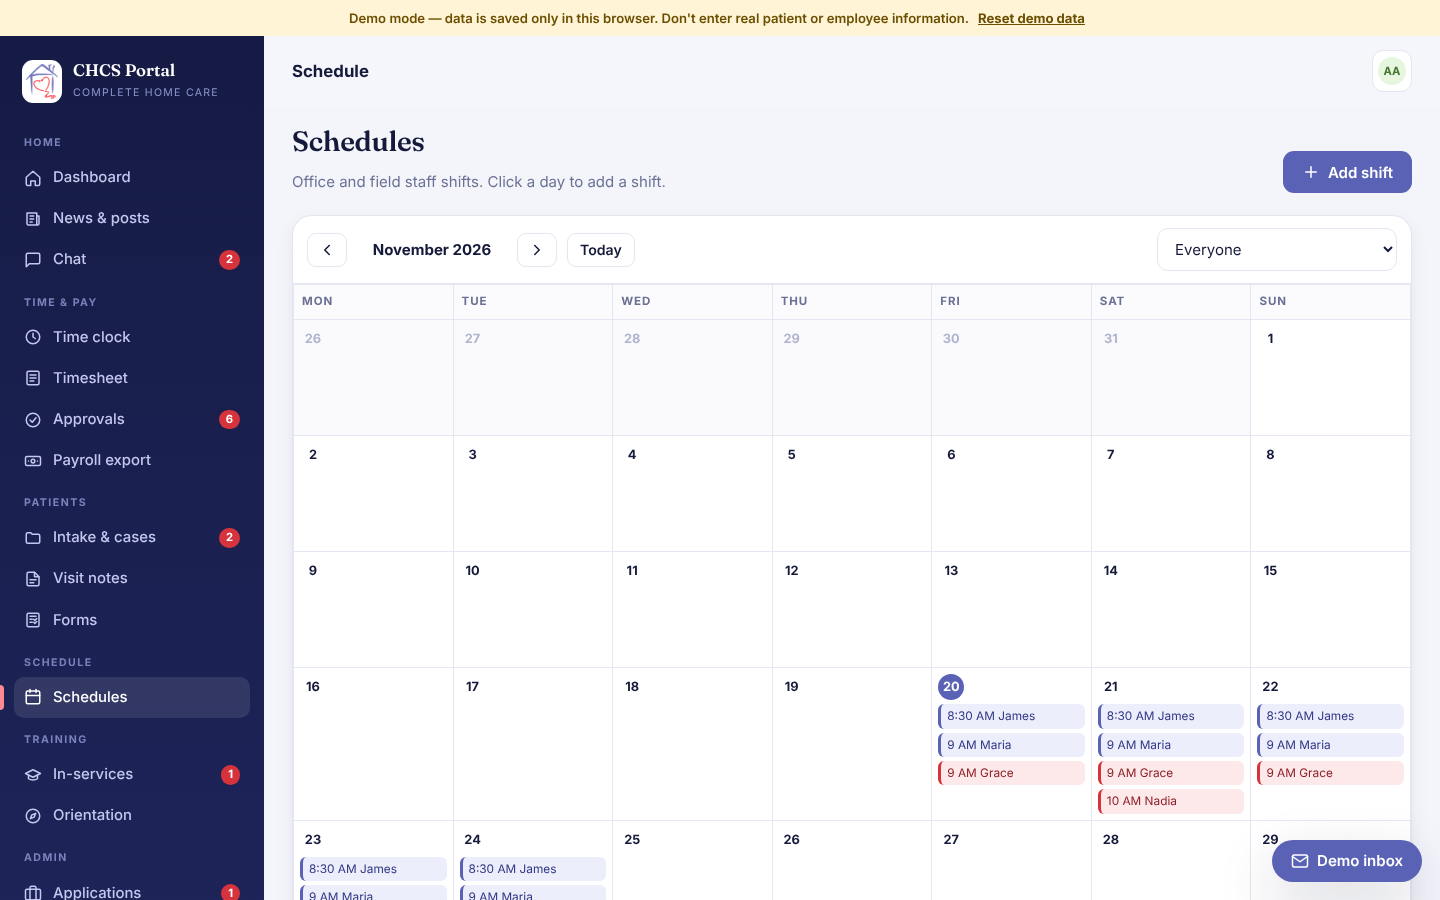 Demo mode — data is saved only in this browser. Don't enter real patient or employee information. Reset demo data
CHCS Portal
COMPLETE HOME CARE
HOME
Dashboard
News & posts
Chat 2
TIME & PAY
Time clock
Timesheet
Approvals 6
Payroll export
PATIENTS
Intake & cases 2
Visit notes
Forms
SCHEDULE
Schedules
TRAINING
In-services 1
Orientation
ADMIN
Applications 1
Schedule
AA
Schedules
Office and field staff shifts. Click a day to add a shift.
Add shift
November 2026
Today
Everyone
MON TUE WED THU FRI SAT SUN
26 27 28 29 30 31 1
2 3 4 5 6 7 8
9 10 11 12 13 14 15
16 17 18 19 20 21 22
8:30 AM James 8:30 AM James 8:30 AM James
9 AM Maria 9 AM Maria 9 AM Maria
9 AM Grace 9 AM Grace 9 AM Grace
10 AM Nadia
23 24 25 26 27 28 29
8:30 AM James 8:30 AM James
9 AM Maria 9 AM Maria
Demo inbox